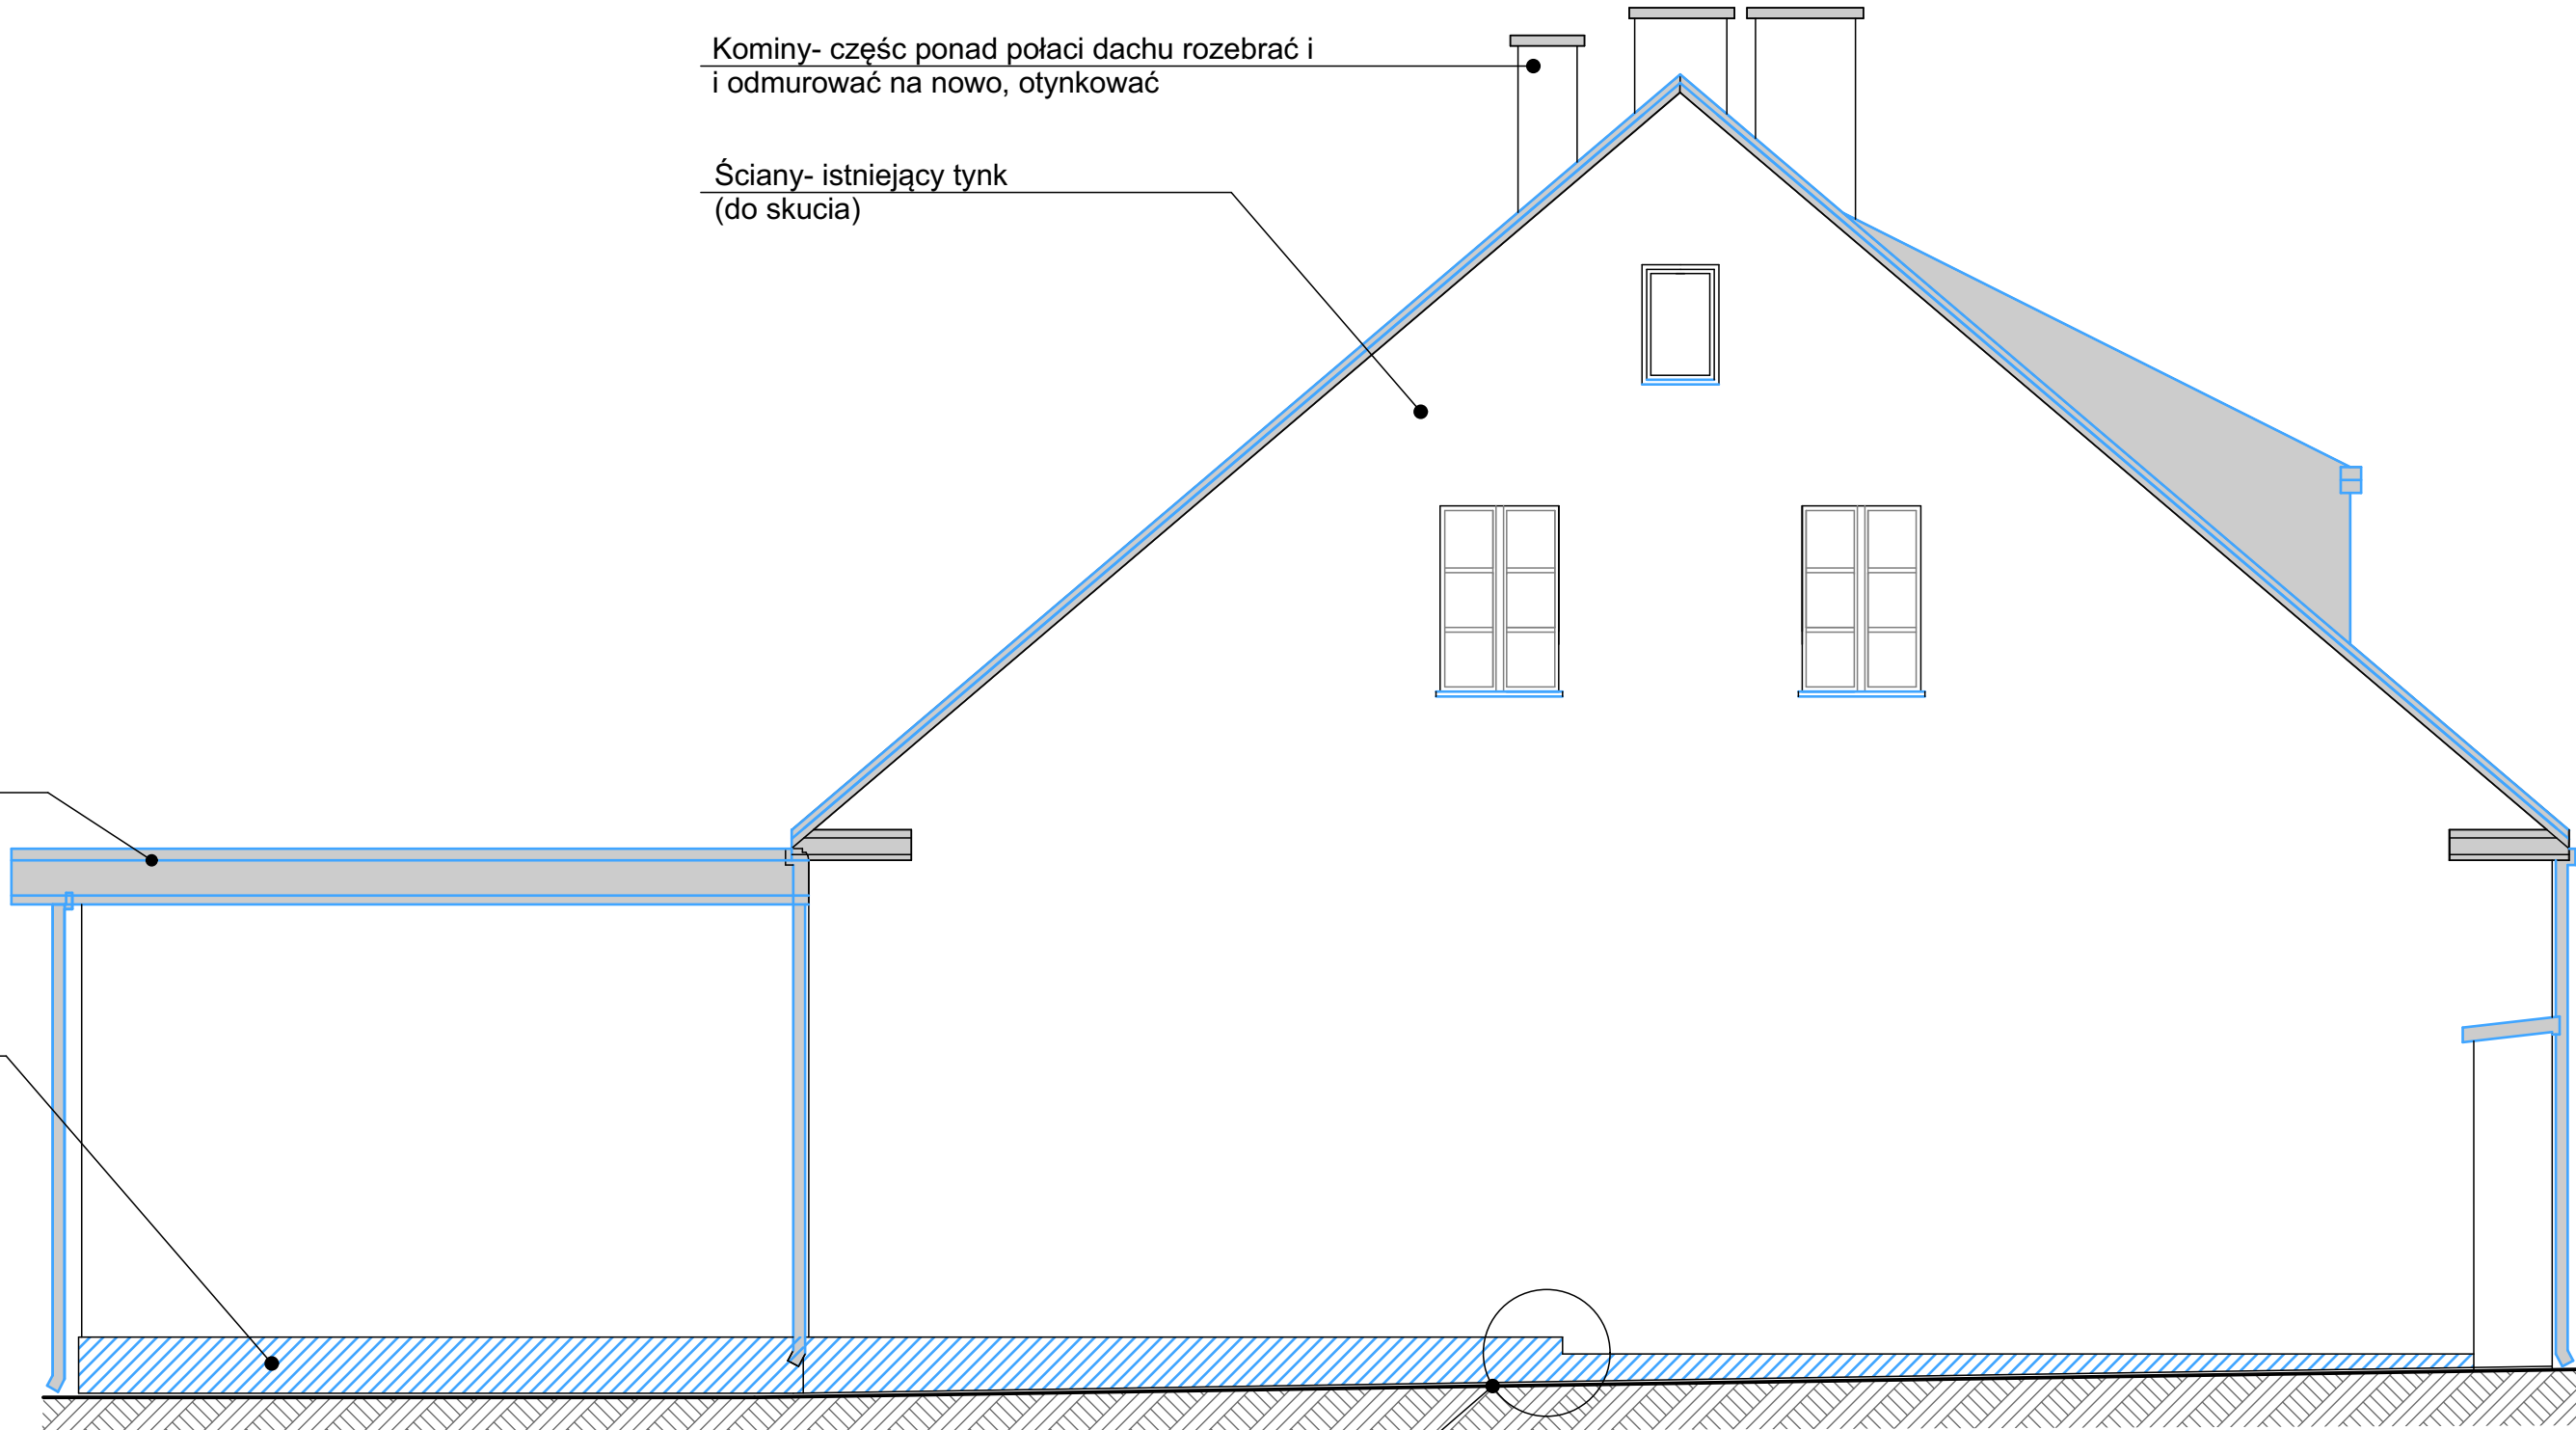 Kominy- częśc ponad połaci dachu rozebrać i
i odmurować na nowo, otynkować
Ściany- istniejący tynk
(do skucia)